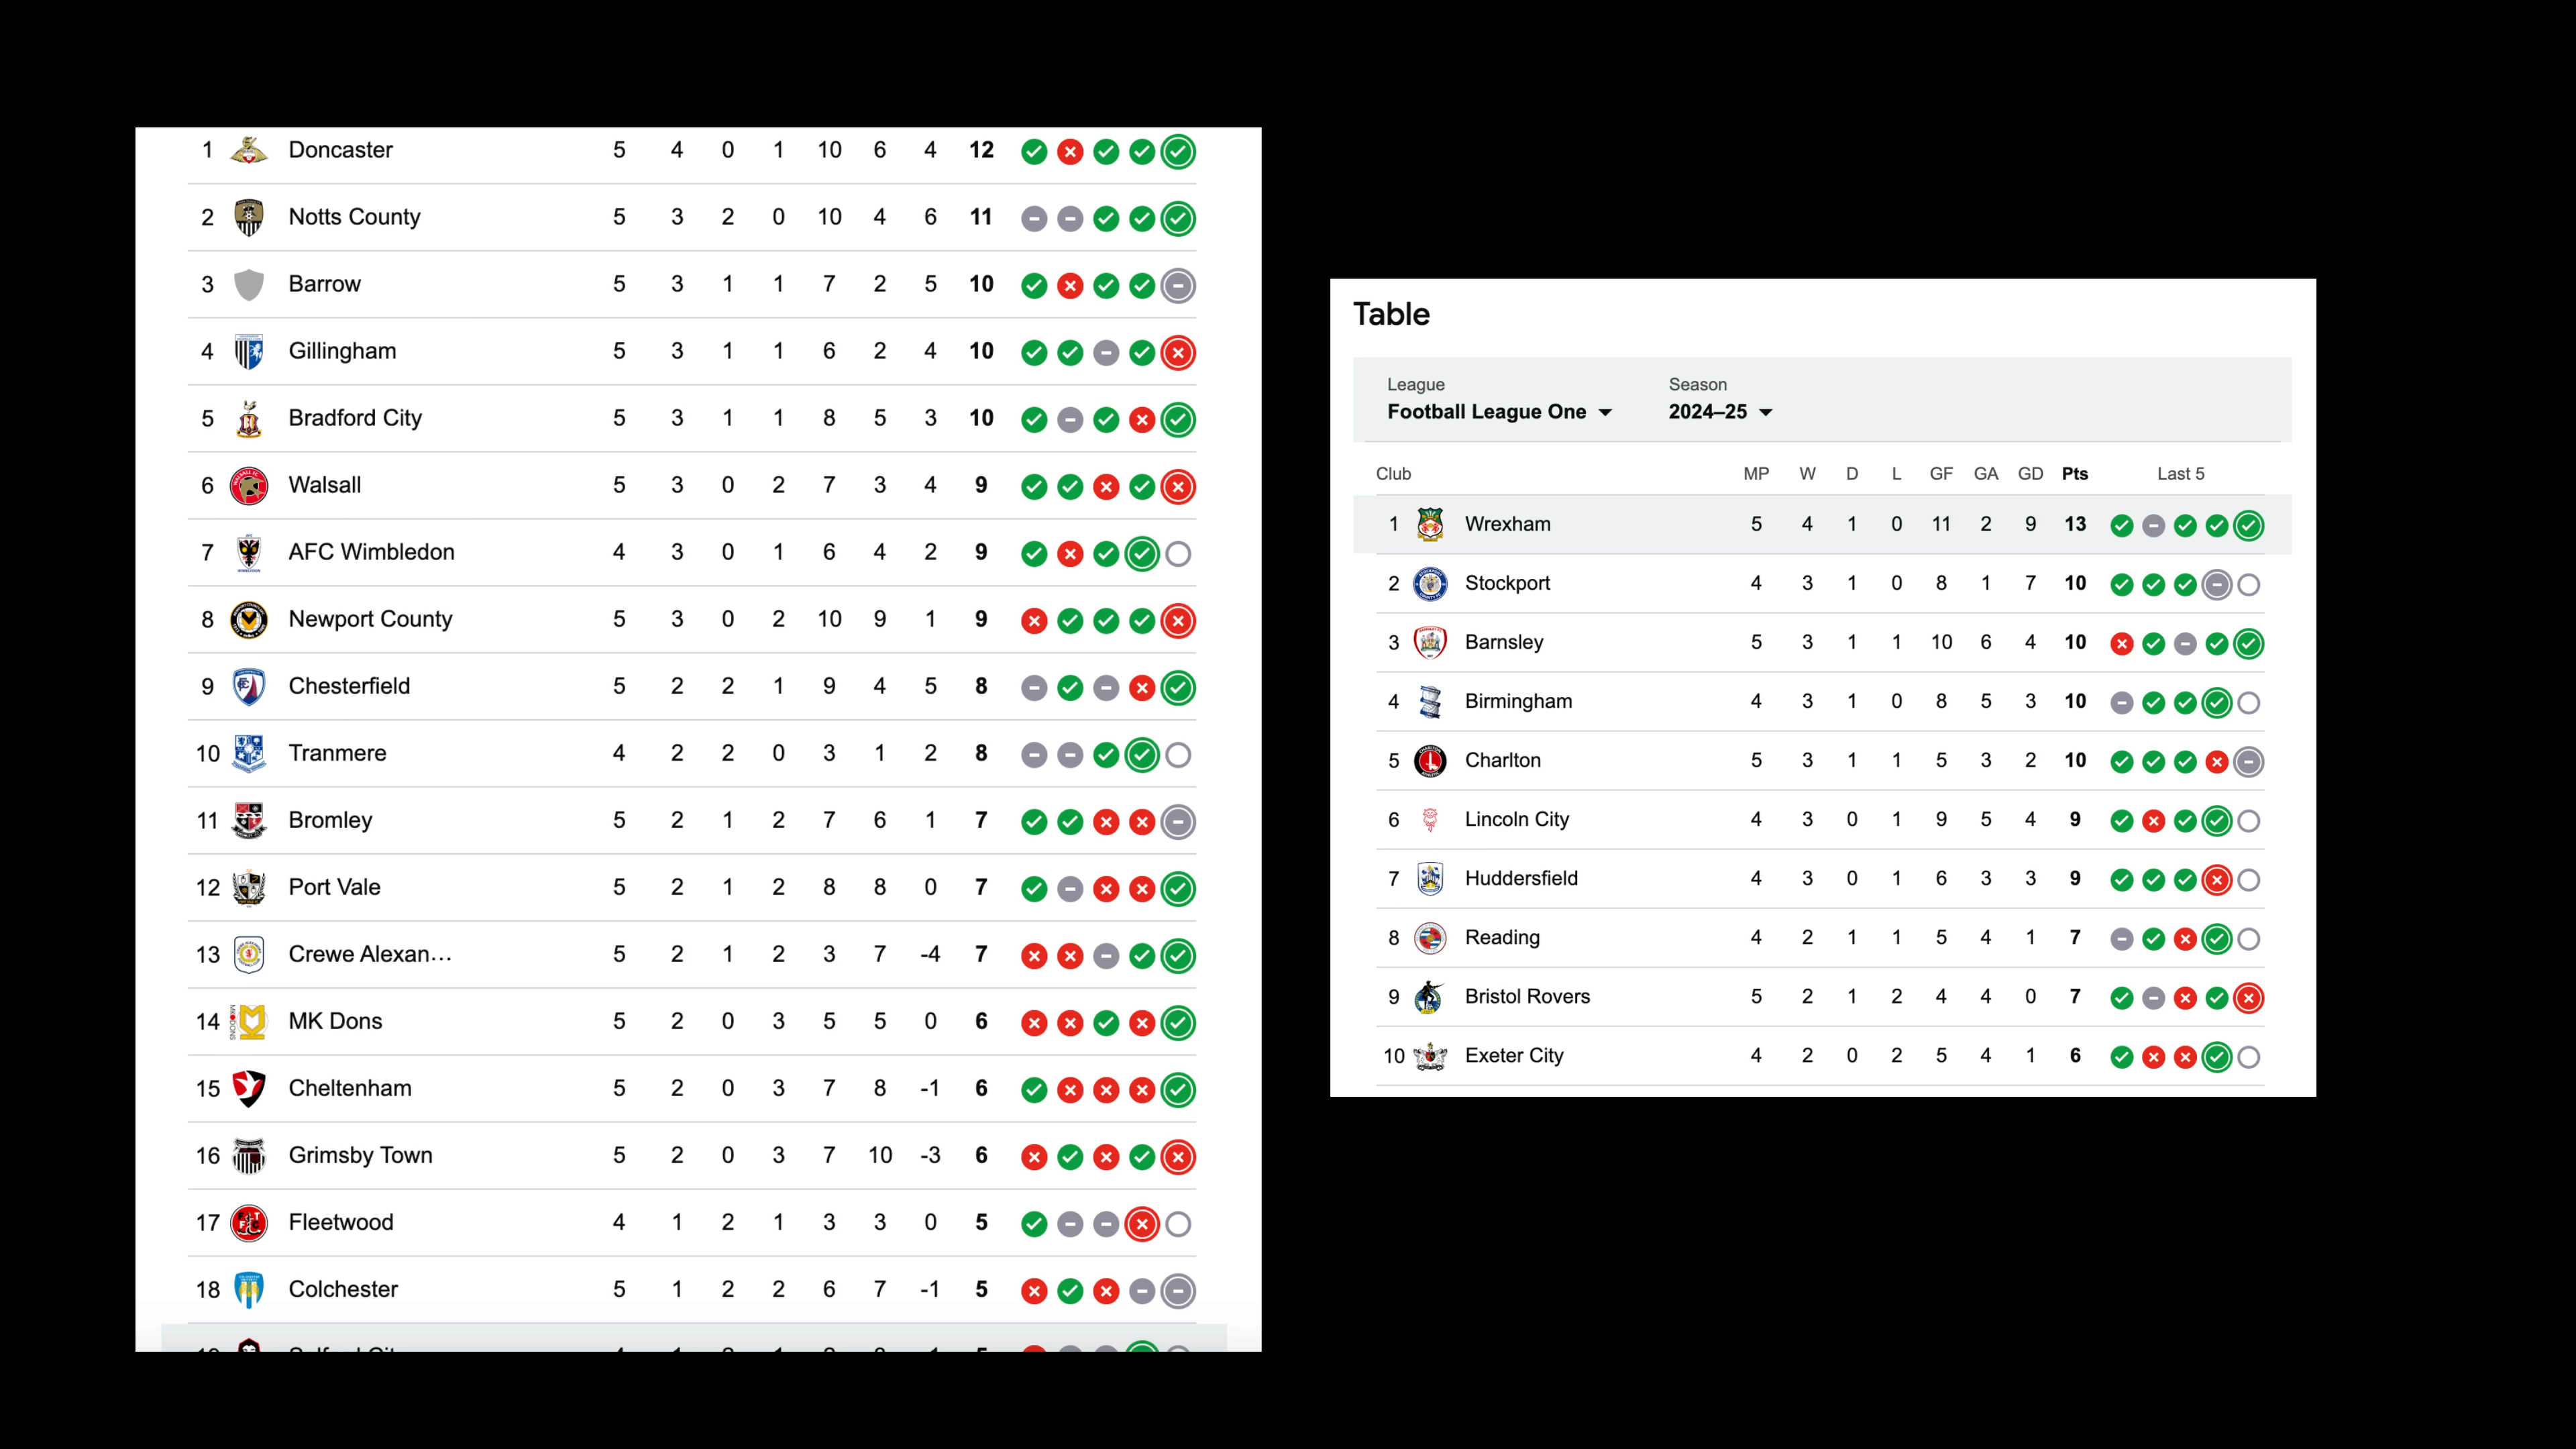 1 Doncaster 5 4 0 1 10 6 4 12
2 Notts County 5 3 2 0 10 4 6 11
3 Barrow 5 3 1 1 7 2 5 10
4 Gillingham 5 3 1 1 6 2 4 10
5 Bradford City 5 3 1 1 8 5 3 10
6 Walsall 5 3 0 2 7 3 4 9
7 AFC Wimbledon 4 3 0 1 6 4 2 9
8 Newport County 5 3 0 2 10 9 1 9
9 Chesterfield 5 2 2 1 9 4 5 8
10 Tranmere 4 2 2 0 3 1 2 8
11 Bromley 5 2 1 2 7 6 1 7
12 Port Vale 5 2 1 2 8 8 0 7
13 Crewe Alexan... 5 2 1 2 3 7 -4 7
14 MK Dons 5 2 0 3 5 5 0 6
15 Cheltenham 5 2 0 3 7 8 -1 6
16 Grimsby Town 5 2 0 3 7 10 -3 6
17 Fleetwood 4 1 2 1 3 3 0 5
18 Colchester 5 1 2 2 6 7 -1 5
Table
League Season
Football League One 2024–25
Club MP W D L GF GA GD Pts Last 5
1 Wrexham 5 4 1 0 11 2 9 13
2 Stockport 4 3 1 0 8 1 7 10
3 Barnsley 5 3 1 1 10 6 4 10
4 Birmingham 4 3 1 0 8 5 3 10
5 Charlton 5 3 1 1 5 3 2 10
6 Lincoln City 4 3 0 1 9 5 4 9
7 Huddersfield 4 3 0 1 6 3 3 9
8 Reading 4 2 1 1 5 4 1 7
9 Bristol Rovers 5 2 1 2 4 4 0 7
10 Exeter City 4 2 0 2 5 4 1 6